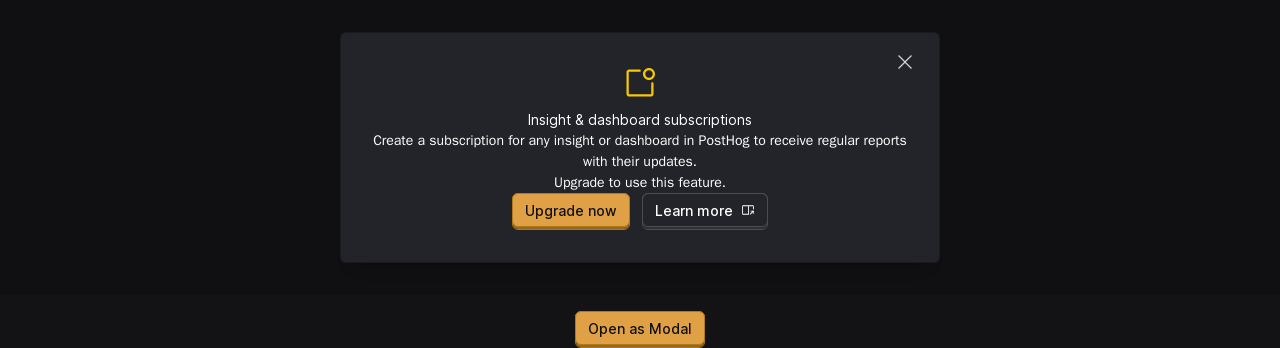 Insight & dashboard subscriptions
Create a subscription for any insight or dashboard in PostHog to receive regular reports
with their updates.
Upgrade to use this feature.
Upgrade now
Learn more
Open as Modal